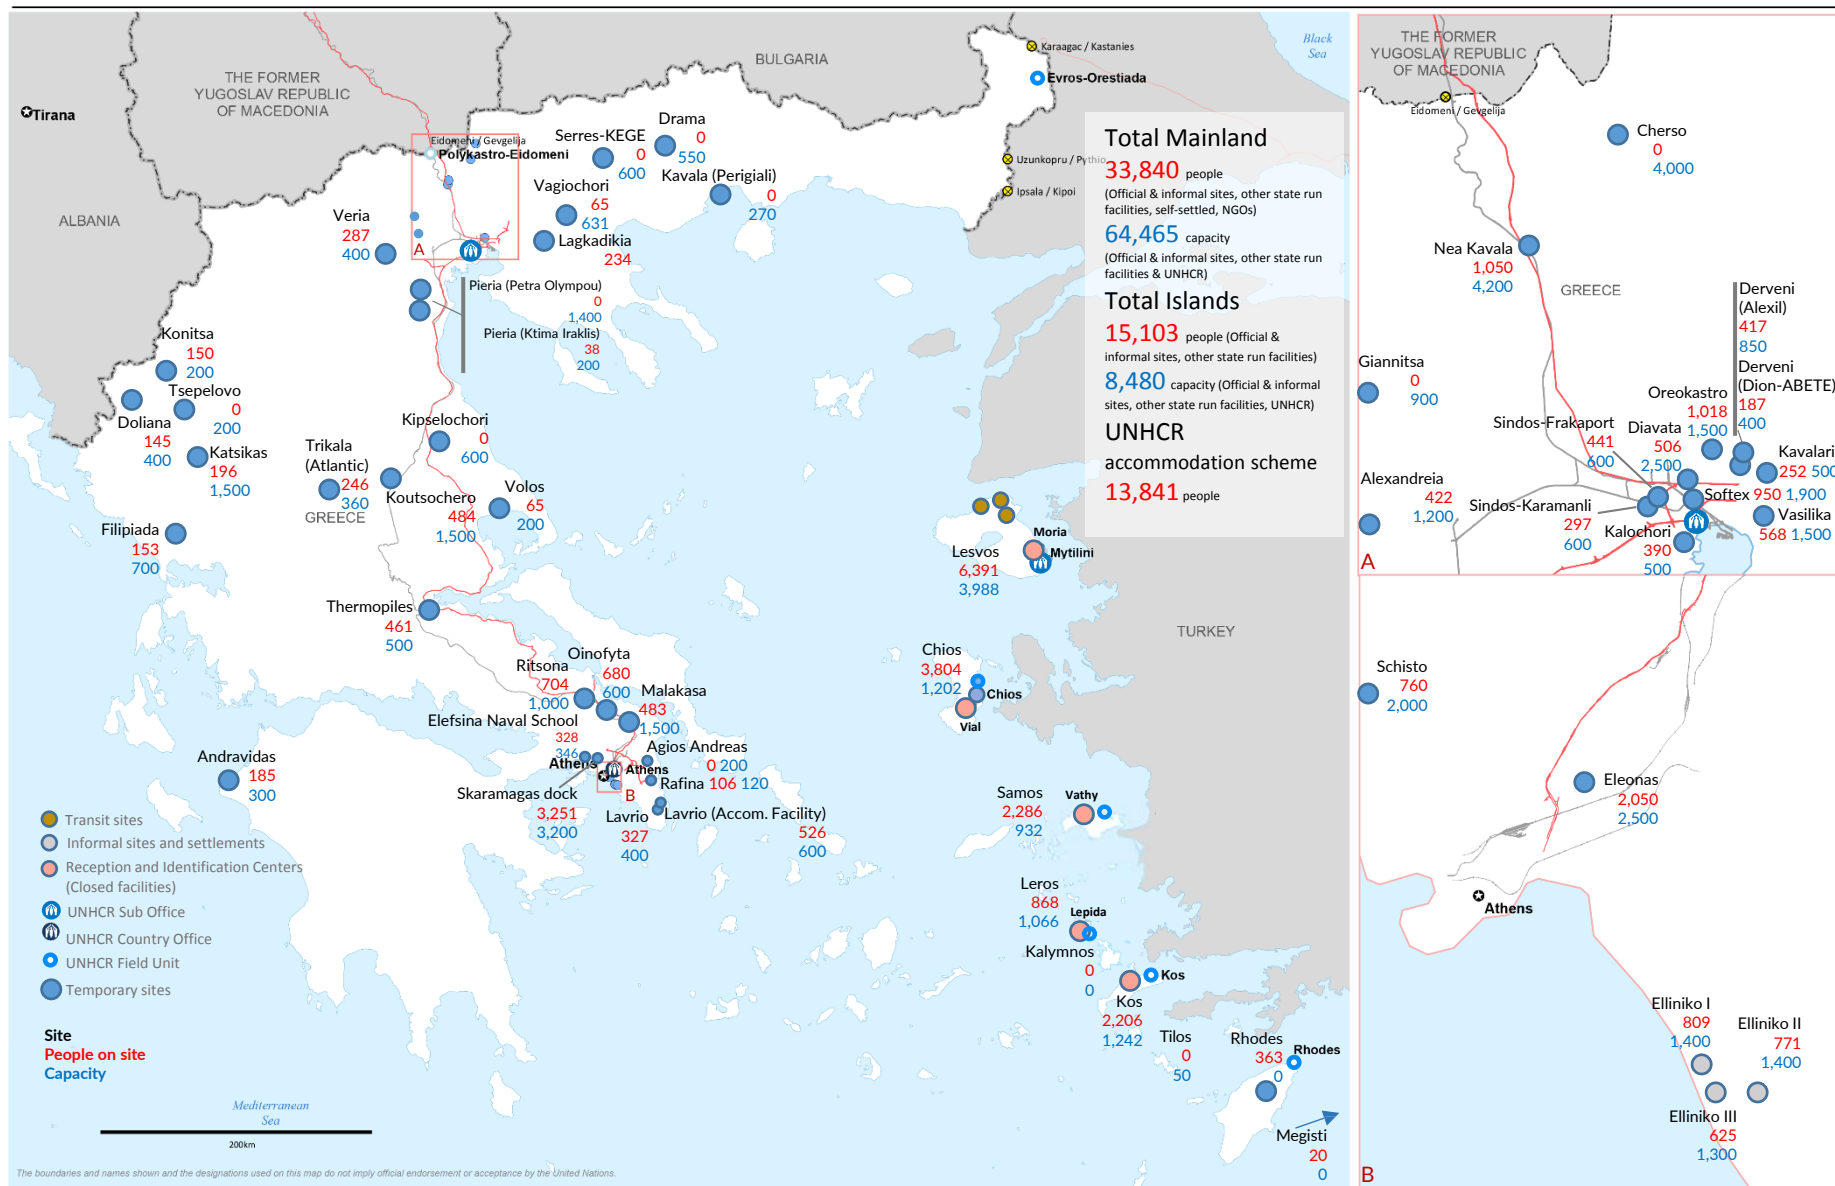 THE FORMER
YUGOSLAV REPUBLIC
OF MACEDONIA
BULGARIA
Black
Sea
Karaagac / Kastanies
Evros-Orestiada
Tirana
ALBANIA
Eidomeni / Gevgelija
Polykastro-Eidomeni
Serres-KEGE
0
600
Drama
0
550
Kavala (Perigiali)
0
270
Vagiochori
65
631
Lagkadikia
234
Uzunkopru / Pythio
Ipsala / Kipoi
Veria
287
400
A
Pieria (Petra Olympou)
0
1,400
Pieria (Ktima Iraklis)
38
200
Konitsa
150
200
Tsepelovo
0
200
Doliana
145
400
Katsikas
196
1,500
Trikala
(Atlantic)
246
360
GREECE
Kipselochori
0
600
Koutsochero
484
1,500
Volos
65
200
Filipiada
153
700
Thermopiles
461
500
Ritsona
704
1,000
Oinofyta
680
600
Malakasa
483
1,500
Elefsina Naval School
328
346
Athens
Athens
B
Agios Andreas
0 200
Rafina 106 120
Skaramagas dock
3,251
3,200
Lavrio
327
400
Lavrio (Accom. Facility)
526
600
Andravidas
185
300
Total Mainland
33,840 people
(Official & informal sites, other state run
facilities, self-settled, NGOs)
64,465 capacity
(Official & informal sites, other state run
facilities & UNHCR)
Total Islands
15,103 people (Official &
informal sites, other state run facilities)
8,480 capacity (Official & informal
sites, other state run facilities, UNHCR)
UNHCR
accommodation scheme
13,841 people
Moria
Mytilini
Lesvos
6,391
3,988
TURKEY
Chios
3,804
1,202
Chios
Vial
Samos
2,286
932
Vathy
Leros
868
1,066
Lepida
Kalymnos
0
0
Kos
Kos
2,206
1,242
Tilos
0
50
Rhodes
363
0
Rhodes
Megisti
20
0
Transit sites
Informal sites and settlements
Reception and Identification Centers
(Closed facilities)
UNHCR Sub Office
UNHCR Country Office
UNHCR Field Unit
Temporary sites
Site
People on site
Capacity
Mediterranean
Sea
200km
The boundaries and names shown and the designations used on this map do not imply official endorsement or acceptance by the United Nations.
THE FORMER
YUGOSLAV REPUBLIC
OF MACEDONIA
Eidomeni / Gevgelija
Cherso
0
4,000
Nea Kavala
1,050
4,200
GREECE
Derveni
(Alexil)
417
850
Derveni
(Dion-ABETE)
187
400
Giannitsa
0
900
Oreokastro
1,018
1,500
Sindos-Frakaport
441
600
Diavata
506
2,500
Kavalari
252 500
Alexandreia
422
1,200
Softex 950 1,900
Sindos-Karamanli
297
600
Vasilika
568 1,500
Kalochori
390
500
A
Schisto
760
2,000
Eleonas
2,050
2,500
Athens
Elliniko I
809
1,400
Elliniko II
771
1,400
Elliniko III
625
1,300
B